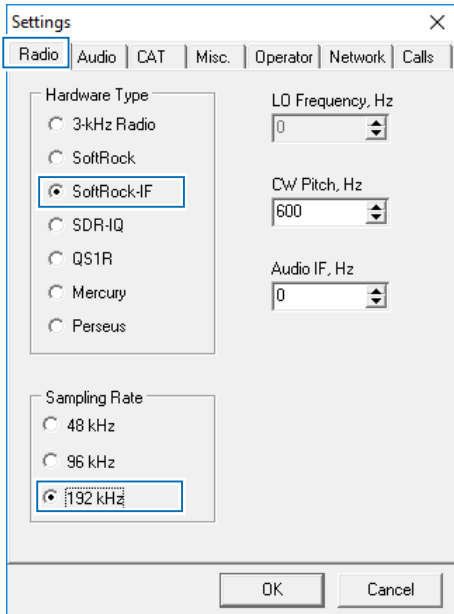 Settings
Radio Audio CAT Misc. Operator Network Calls
Hardware Type
3-kHz Radio
SoftRock
SoftRock-IF
SDR-IQ
QS1R
Mercury
Perseus
LO Frequency, Hz
0
CW Pitch, Hz
600
Audio IF, Hz
0
Sampling Rate
48 kHz
96 kHz
192 kHz
OK Cancel